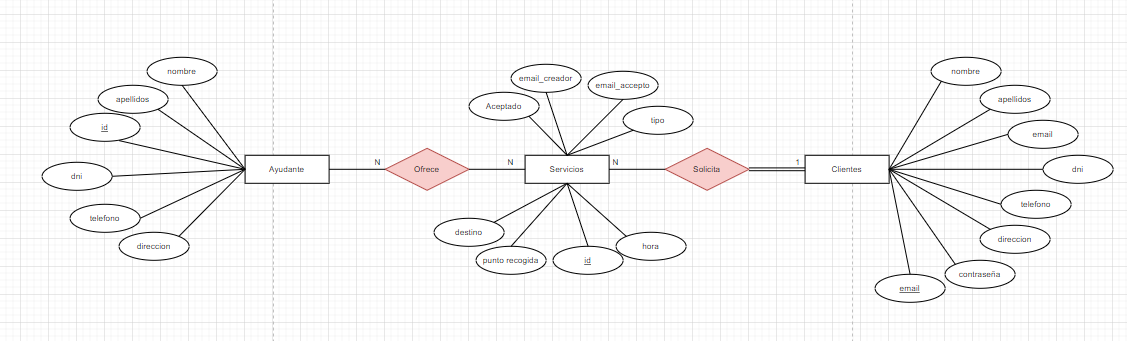 nombre
apellidos
id
dni
telefono
direccion
Ayudante
N
Ofrece
N
email_creador
email_accepto
Aceptado
tipo
Servicios
destino
punto recogida
id
hora
N
Solicita
1
Clientes
nombre
apellidos
email
dni
telefono
direccion
contraseña
email